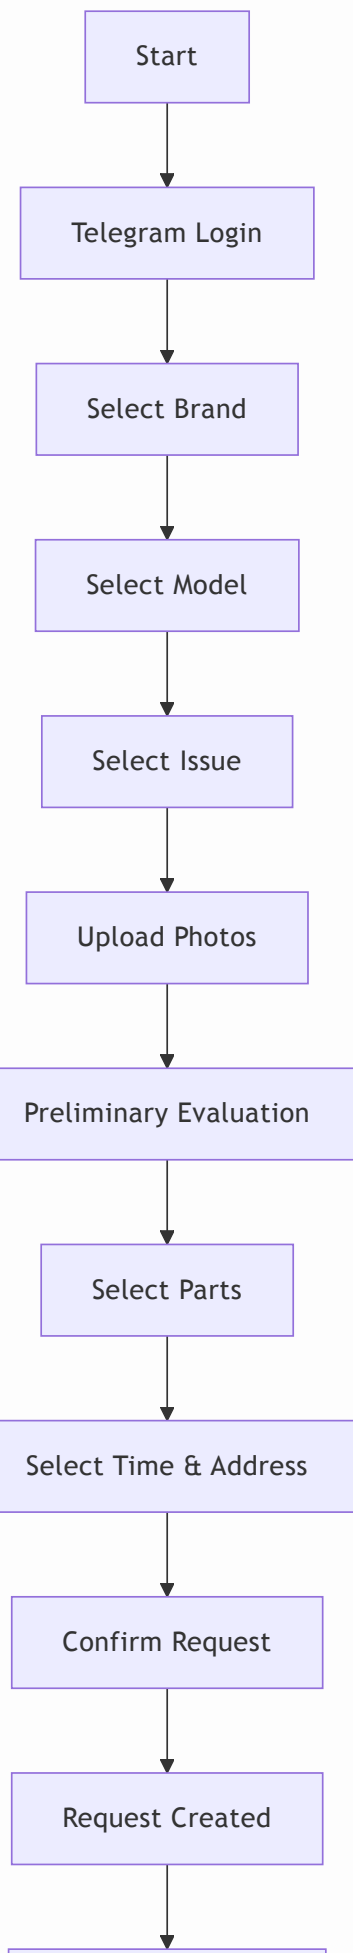 Start
Telegram Login
Select Brand
Select Model
Select Issue
Upload Photos
Preliminary Evaluation
Select Parts
Select Time & Address
Confirm Request
Request Created